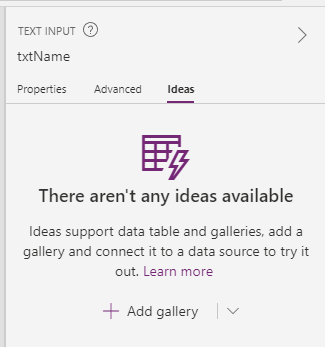 TEXT INPUT ?
txtName
Properties Advanced Ideas
There aren't any ideas available
Ideas support data table and galleries, add a
gallery and connect it to a data source to try it
out. Learn more
Add gallery